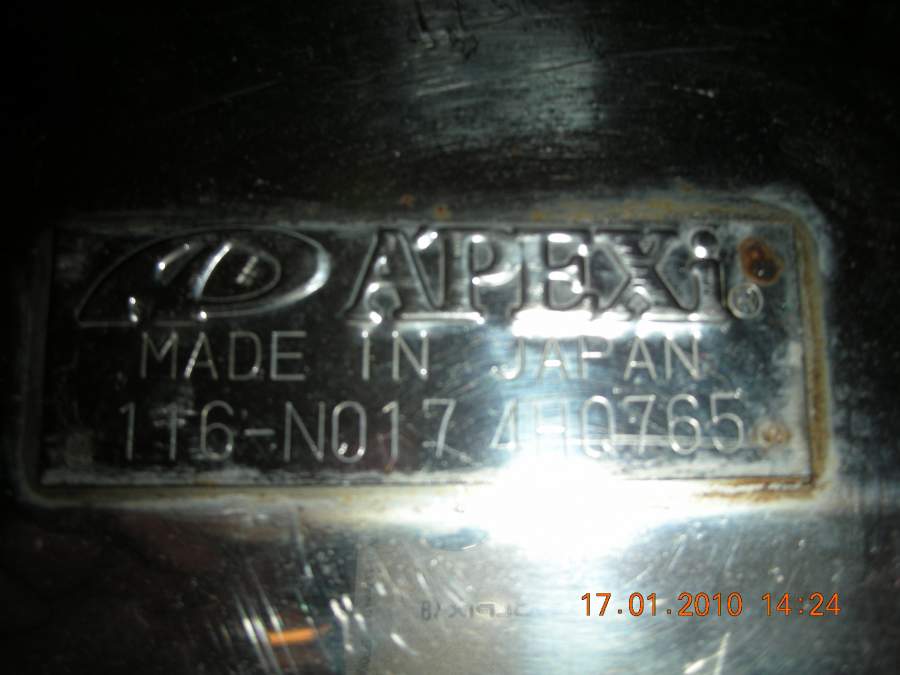 APEXi®
MADE IN JAPAN
116-N017 4H0765
17.01.2010 14:24